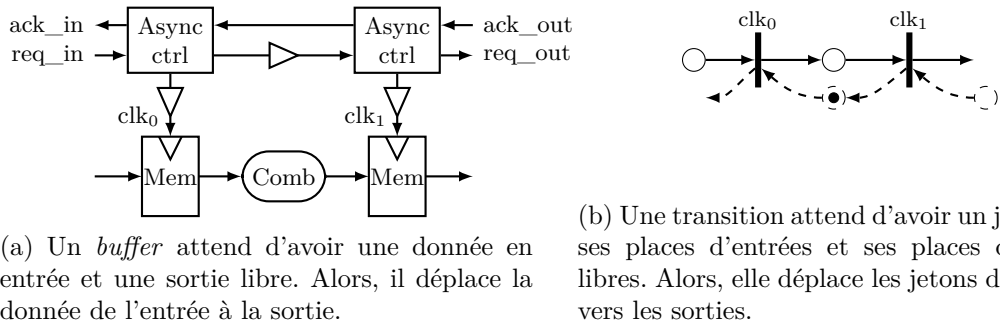 ack_in
req_in
Async
ctrl
Async
ctrl
ack_out
req_out
clk₀
clk₁
Mem
Comb
Mem
(a) Un buffer attend d'avoir une donnée en
entrée et une sortie libre. Alors, il déplace la
donnée de l'entrée à la sortie.
clk₀
clk₁
(b) Une transition attend d'avoir un j
ses places d'entrées et ses places
libres. Alors, elle déplace les jetons d
vers les sorties.